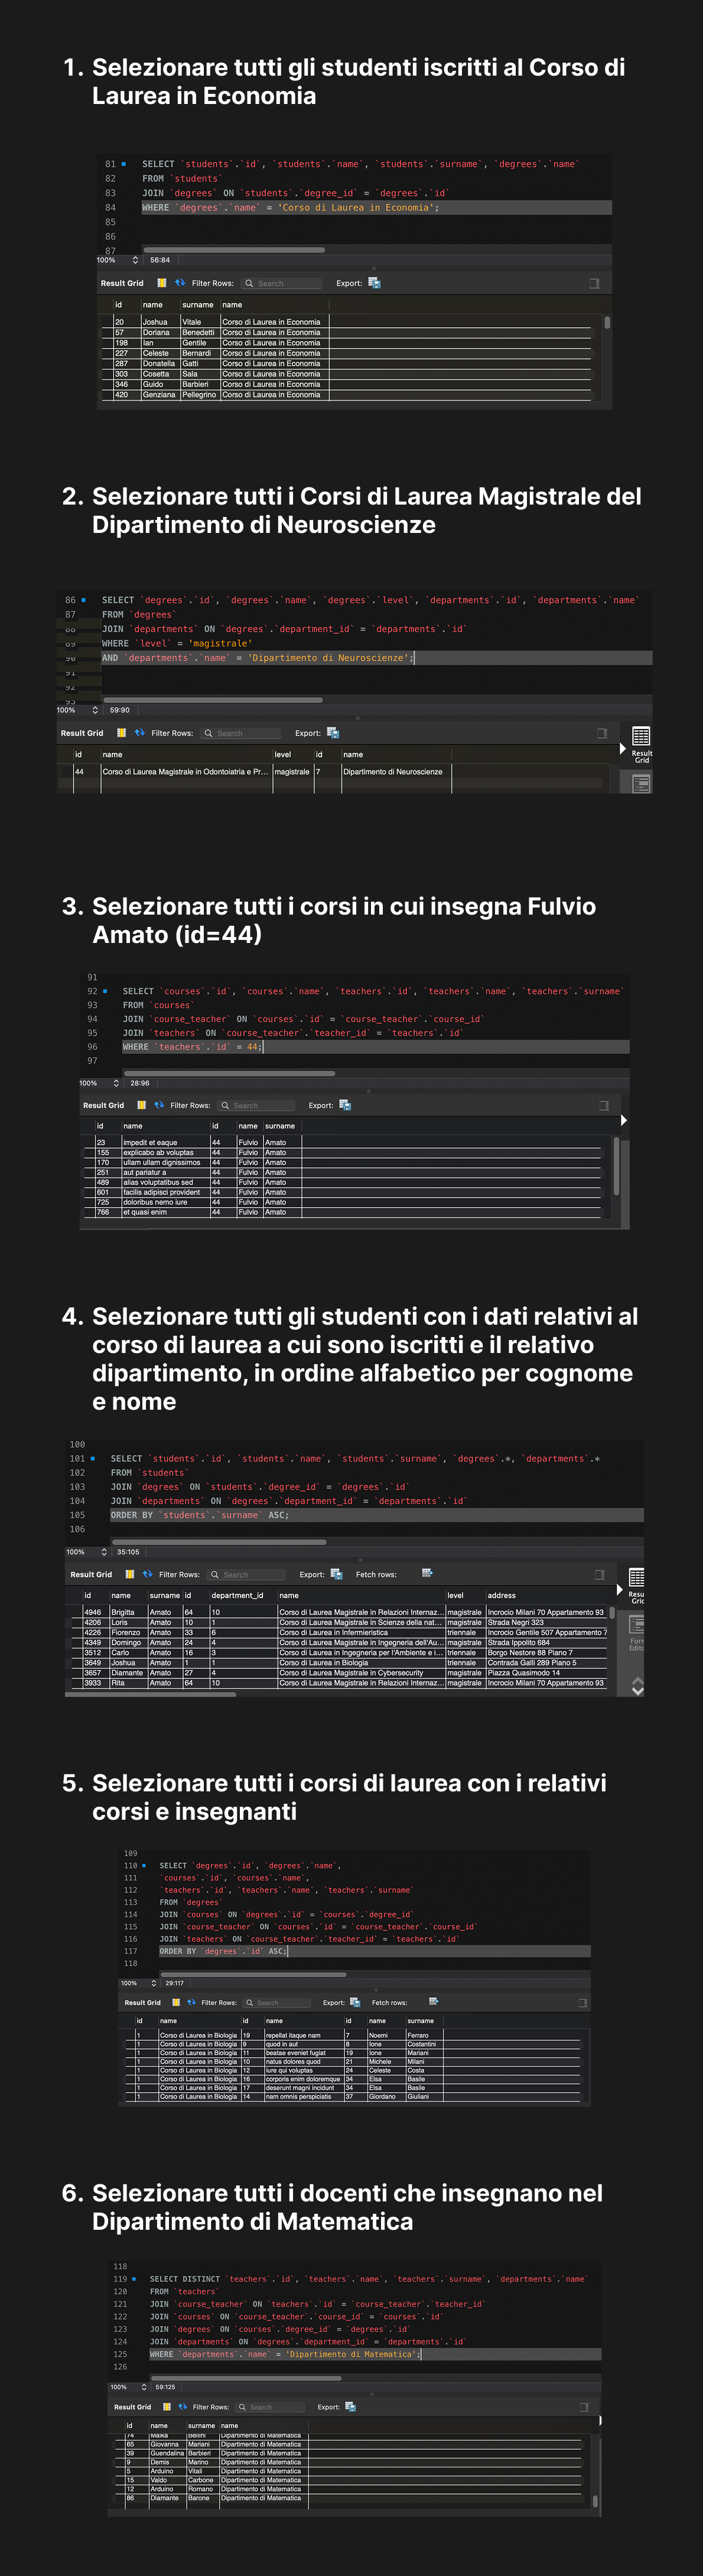 1. Selezionare tutti gli studenti iscritti al Corso di
Laurea in Economia
81 SELECT `students`.`id`, `students`.`name`, `students`.`surname`, `degrees`.`name`
82 FROM `students`
83 JOIN `degrees` ON `students`.`degree_id` = `degrees`.`id`
84 WHERE `degrees`.`name` = 'Corso di Laurea in Economia';
85
86
87
100% 56:84
Result Grid Filter Rows: Search Export:
id name surname name
20 Joshua Vitale Corso di Laurea in Economia
57 Doriana Benedetti Corso di Laurea in Economia
198 Ian Gentile Corso di Laurea in Economia
227 Celeste Bernardi Corso di Laurea in Economia
287 Donatella Gatti Corso di Laurea in Economia
303 Cosetta Sala Corso di Laurea in Economia
346 Guido Barbieri Corso di Laurea in Economia
420 Genziana Pellegrino Corso di Laurea in Economia
2. Selezionare tutti i Corsi di Laurea Magistrale del
Dipartimento di Neuroscienze
86 SELECT `degrees`.`id`, `degrees`.`name`, `degrees`.`level`, `departments`.`id`, `departments`.`name`
87 FROM `degrees`
88 JOIN `departments` ON `degrees`.`department_id` = `departments`.`id`
89 WHERE `level` = 'magistrale'
90 AND `departments`.`name` = 'Dipartimento di Neuroscienze';
91
92
93
100% 59:90
Result Grid Filter Rows: Search Export:
Result
Grid
id name level id name
44 Corso di Laurea Magistrale in Odontoiatria e Pr... magistrale 7 Dipartimento di Neuroscienze
3. Selezionare tutti i corsi in cui insegna Fulvio
Amato (id=44)
91
92 SELECT `courses`.`id`, `courses`.`name`, `teachers`.`id`, `teachers`.`name`, `teachers`.`surname`
93 FROM `courses`
94 JOIN `course_teacher` ON `courses`.`id` = `course_teacher`.`course_id`
95 JOIN `teachers` ON `course_teacher`.`teacher_id` = `teachers`.`id`
96 WHERE `teachers`.`id` = 44;
97
100% 28:96
Result Grid Filter Rows: Search Export:
id name id name surname
23 impedit et eaque 44 Fulvio Amato
155 explicabo ab voluptas 44 Fulvio Amato
170 ullam ullam dignissimos 44 Fulvio Amato
251 aut pariatur a 44 Fulvio Amato
489 alias voluptatibus sed 44 Fulvio Amato
601 facilis adipisci provident 44 Fulvio Amato
725 doloribus nemo iure 44 Fulvio Amato
766 et quasi enim 44 Fulvio Amato
4. Selezionare tutti gli studenti con i dati relativi al
corso di laurea a cui sono iscritti e il relativo
dipartimento, in ordine alfabetico per cognome
e nome
100
101 SELECT `students`.`id`, `students`.`name`, `students`.`surname`, `degrees`.*, `departments`.*
102 FROM `students`
103 JOIN `degrees` ON `students`.`degree_id` = `degrees`.`id`
104 JOIN `departments` ON `degrees`.`department_id` = `departments`.`id`
105 ORDER BY `students`.`surname` ASC;
106
100% 35:105
Result Grid Filter Rows: Search Export: Fetch rows:
id name surname id department_id name level address
4946 Brigitta Amato 64 10 Corso di Laurea Magistrale in Relazioni Internaz... magistrale Incrocio Milani 70 Appartamento 93
4206 Loris Amato 10 1 Corso di Laurea Magistrale in Scienze della nat... magistrale Strada Negri 323
4226 Fiorenzo Amato 33 6 Corso di Laurea in Infermieristica triennale Incrocio Gentile 507 Appartamento 7
4349 Domingo Amato 24 4 Corso di Laurea Magistrale in Ingegneria dell'Au... magistrale Strada Ippolito 684
3512 Carlo Amato 16 3 Corso di Laurea in Ingegneria per l'Ambiente e i... triennale Borgo Nestore 88 Piano 7
3649 Joshua Amato 1 1 Corso di Laurea in Biologia triennale Contrada Galli 289 Piano 5
3657 Diamante Amato 27 4 Corso di Laurea Magistrale in Cybersecurity magistrale Piazza Quasimodo 14
3933 Rita Amato 64 10 Corso di Laurea Magistrale in Relazioni Internaz... magistrale Incrocio Milani 70 Appartamento 93
5. Selezionare tutti i corsi di laurea con i relativi
corsi e insegnanti
109
110 SELECT `degrees`.`id`, `degrees`.`name`,
111 `courses`.`id`, `courses`.`name`,
112 `teachers`.`id`, `teachers`.`name`, `teachers`.`surname`
113 FROM `degrees`
114 JOIN `courses` ON `degrees`.`id` = `courses`.`degree_id`
115 JOIN `course_teacher` ON `courses`.`id` = `course_teacher`.`course_id`
116 JOIN `teachers` ON `course_teacher`.`teacher_id` = `teachers`.`id`
117 ORDER BY `degrees`.`id` ASC;
118
100% 29:117
Result Grid Filter Rows: Search Export: Fetch rows:
id name id name id name surname
1 Corso di Laurea in Biologia 19 repellat itaque nam 7 Noemi Ferraro
1 Corso di Laurea in Biologia 9 quod in aut 8 Ione Costantini
1 Corso di Laurea in Biologia 11 beatae eveniet fugiat 19 Ione Mariani
1 Corso di Laurea in Biologia 10 natus dolores quod 21 Michele Milani
1 Corso di Laurea in Biologia 12 iure qui voluptas 24 Celeste Costa
1 Corso di Laurea in Biologia 16 corporis enim doloremque 34 Elsa Basile
1 Corso di Laurea in Biologia 17 deserunt magni incidunt 34 Elsa Basile
1 Corso di Laurea in Biologia 14 nam omnis perspiciatis 37 Giordano Giuliani
6. Selezionare tutti i docenti che insegnano nel
Dipartimento di Matematica
118
119 SELECT DISTINCT `teachers`.`id`, `teachers`.`name`, `teachers`.`surname`, `departments`.`name`
120 FROM `teachers`
121 JOIN `course_teacher` ON `teachers`.`id` = `course_teacher`.`teacher_id`
122 JOIN `courses` ON `course_teacher`.`course_id` = `courses`.`id`
123 JOIN `degrees` ON `courses`.`degree_id` = `degrees`.`id`
124 JOIN `departments` ON `degrees`.`department_id` = `departments`.`id`
125 WHERE `departments`.`name` = 'Dipartimento di Matematica';
126
100% 59:125
Result Grid Filter Rows: Search Export:
id name surname name
74 Maika Bellini Dipartimento di Matematica
65 Giovanna Mariani Dipartimento di Matematica
39 Guendalina Barbieri Dipartimento di Matematica
9 Demis Marino Dipartimento di Matematica
5 Arduino Vitali Dipartimento di Matematica
15 Valdo Carbone Dipartimento di Matematica
12 Arduino Romano Dipartimento di Matematica
86 Diamante Barone Dipartimento di Matematica